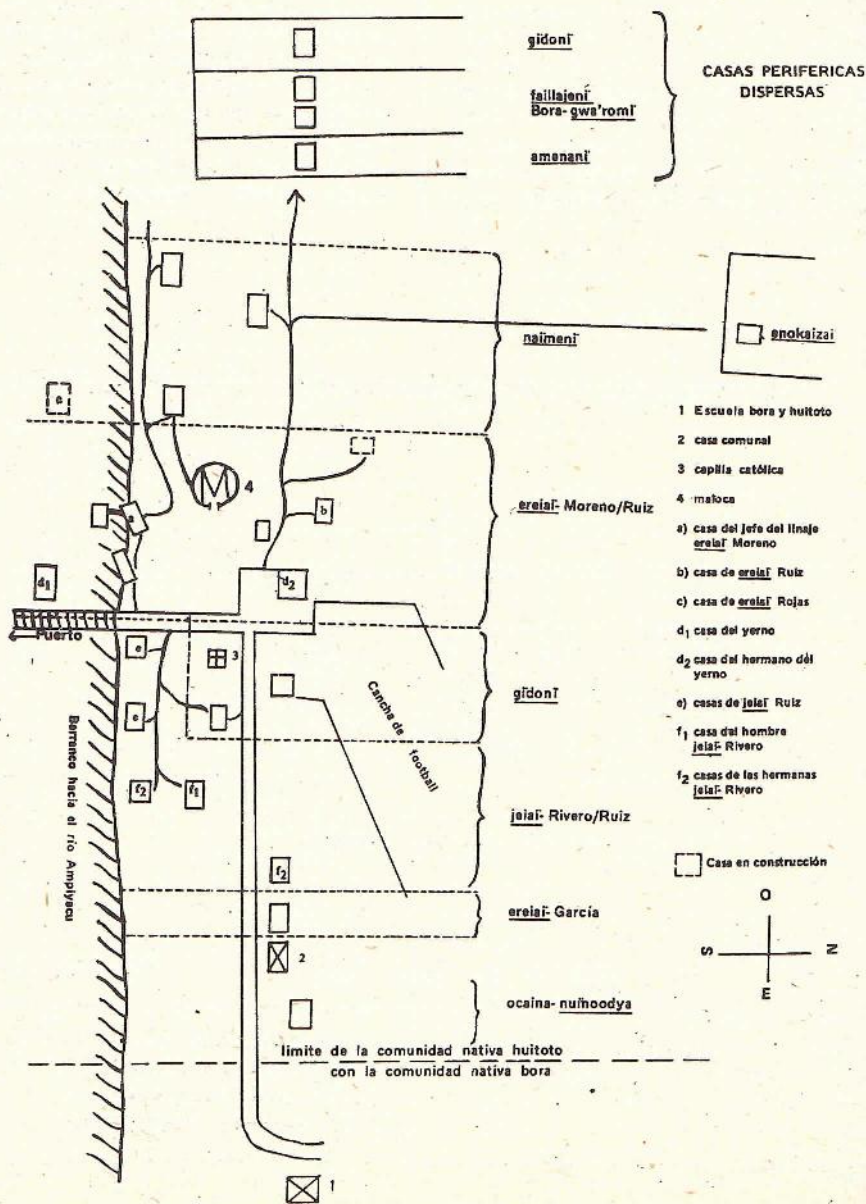 gïdonï
faillajenï
Bora-gwa'romï
amenanï
CASAS PERIFERICAS
DISPERSAS
naïmenï
enokaizai
c
4
a
b
d1
d2
Puerto
1 Escuela bora y huitoto
2 casa comunal
3 capilla católica
4 maloca
a) casa del jefe del linaje
ereiaï Moreno
b) casa de ereiaï Ruiz
c) casa de ereiaï Rojas
d1 casa del yerno
d2 casa del hermano del
yerno
e) casas de jeiaï Ruiz
f1 casa del hombre
jeiaï- Rivero
f2 casas de las hermanas
jeiaï- Rivero
ereiaï- Moreno/Ruiz
e
3
e
f2
f1
Cancha de football
gïdonï
jeiaï- Rivero/Ruiz
Barranco hacia el río Ampiyacu
f2
ereiaï- García
2
ocaina- nuïhoodya
Casa en construcción
O
S
N
E
limite de la comunidad nativa huitoto
con la comunidad nativa bora
1